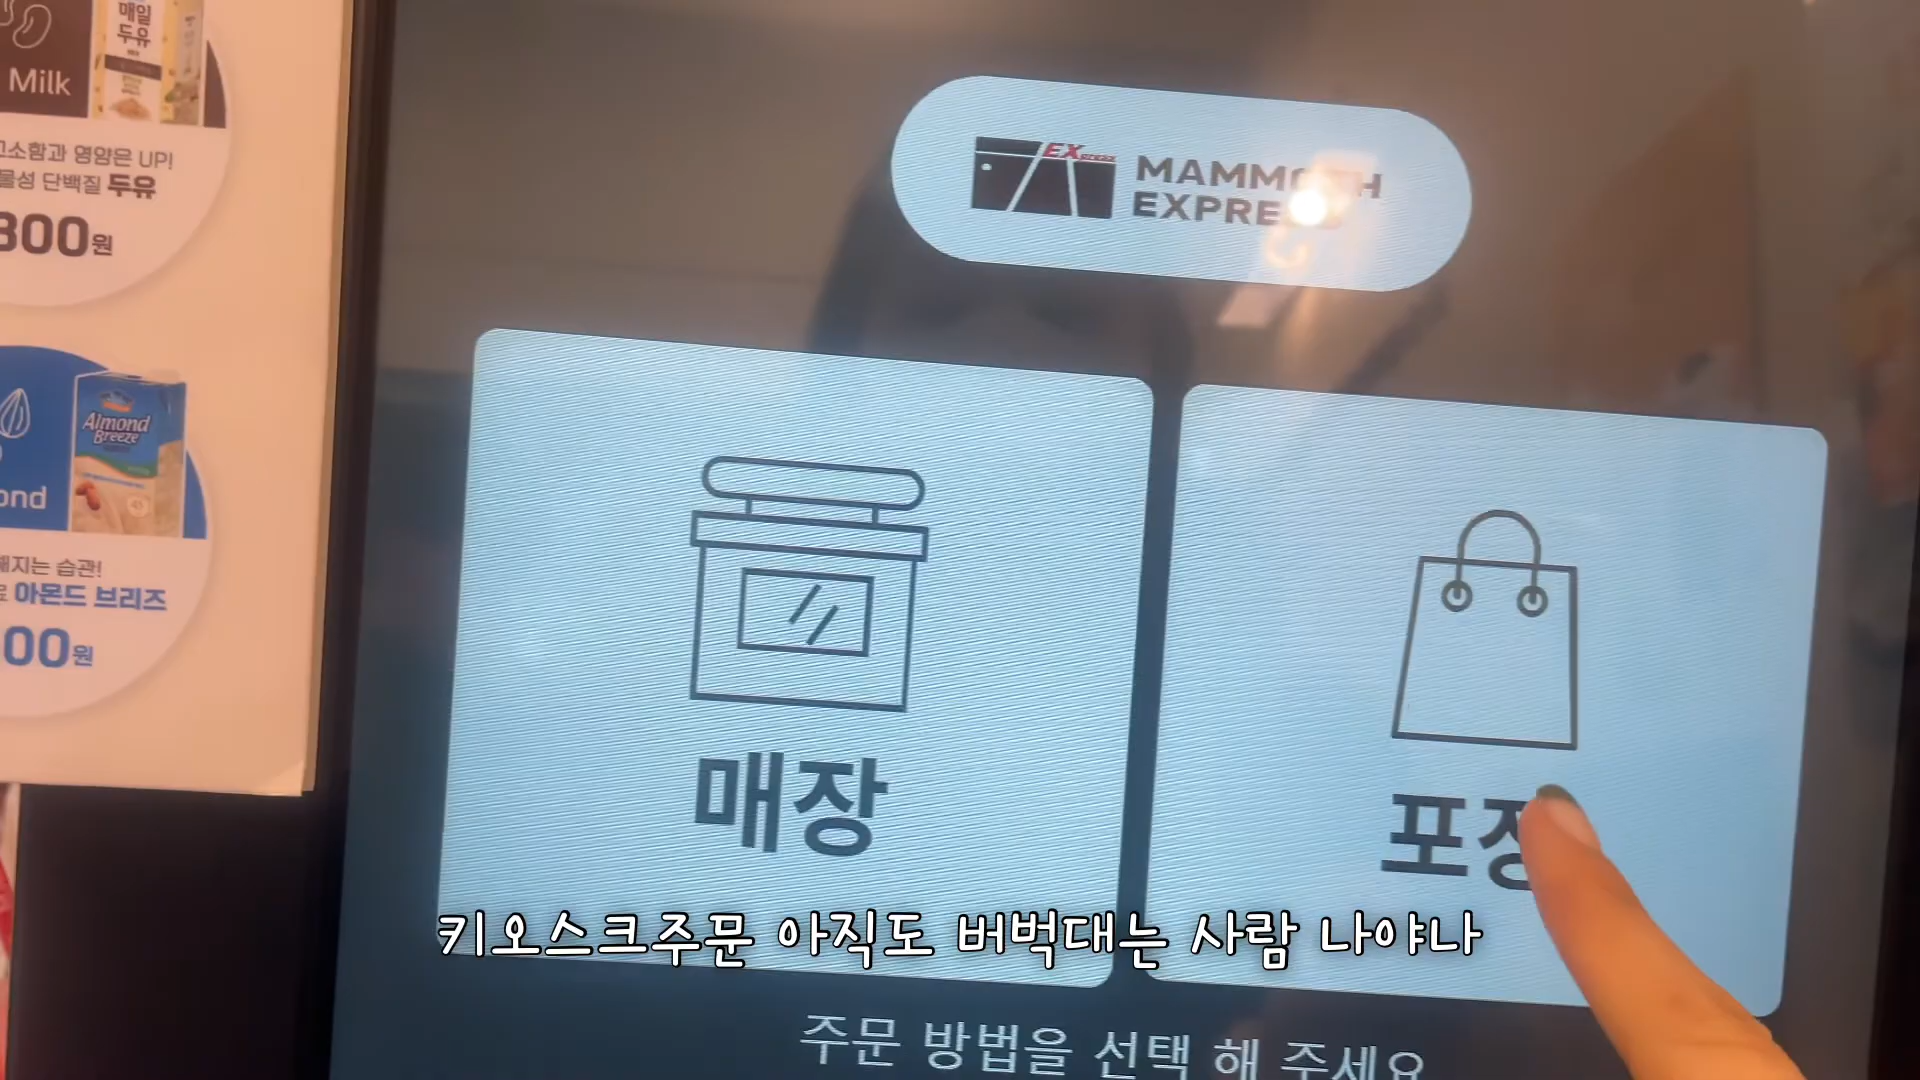 매일
두유
Milk
고소함과 영양은 UP!
물성 단백질 두유
300원
Almond
Breeze
ond
해지는 습관!
아몬드 브리즈
00원
EXPRESS
MAMMOTH
EXPRESS
매장
포장
키오스크주문 아직도 버벅대는 사람 나야나
주문 방법을 선택 해 주세요